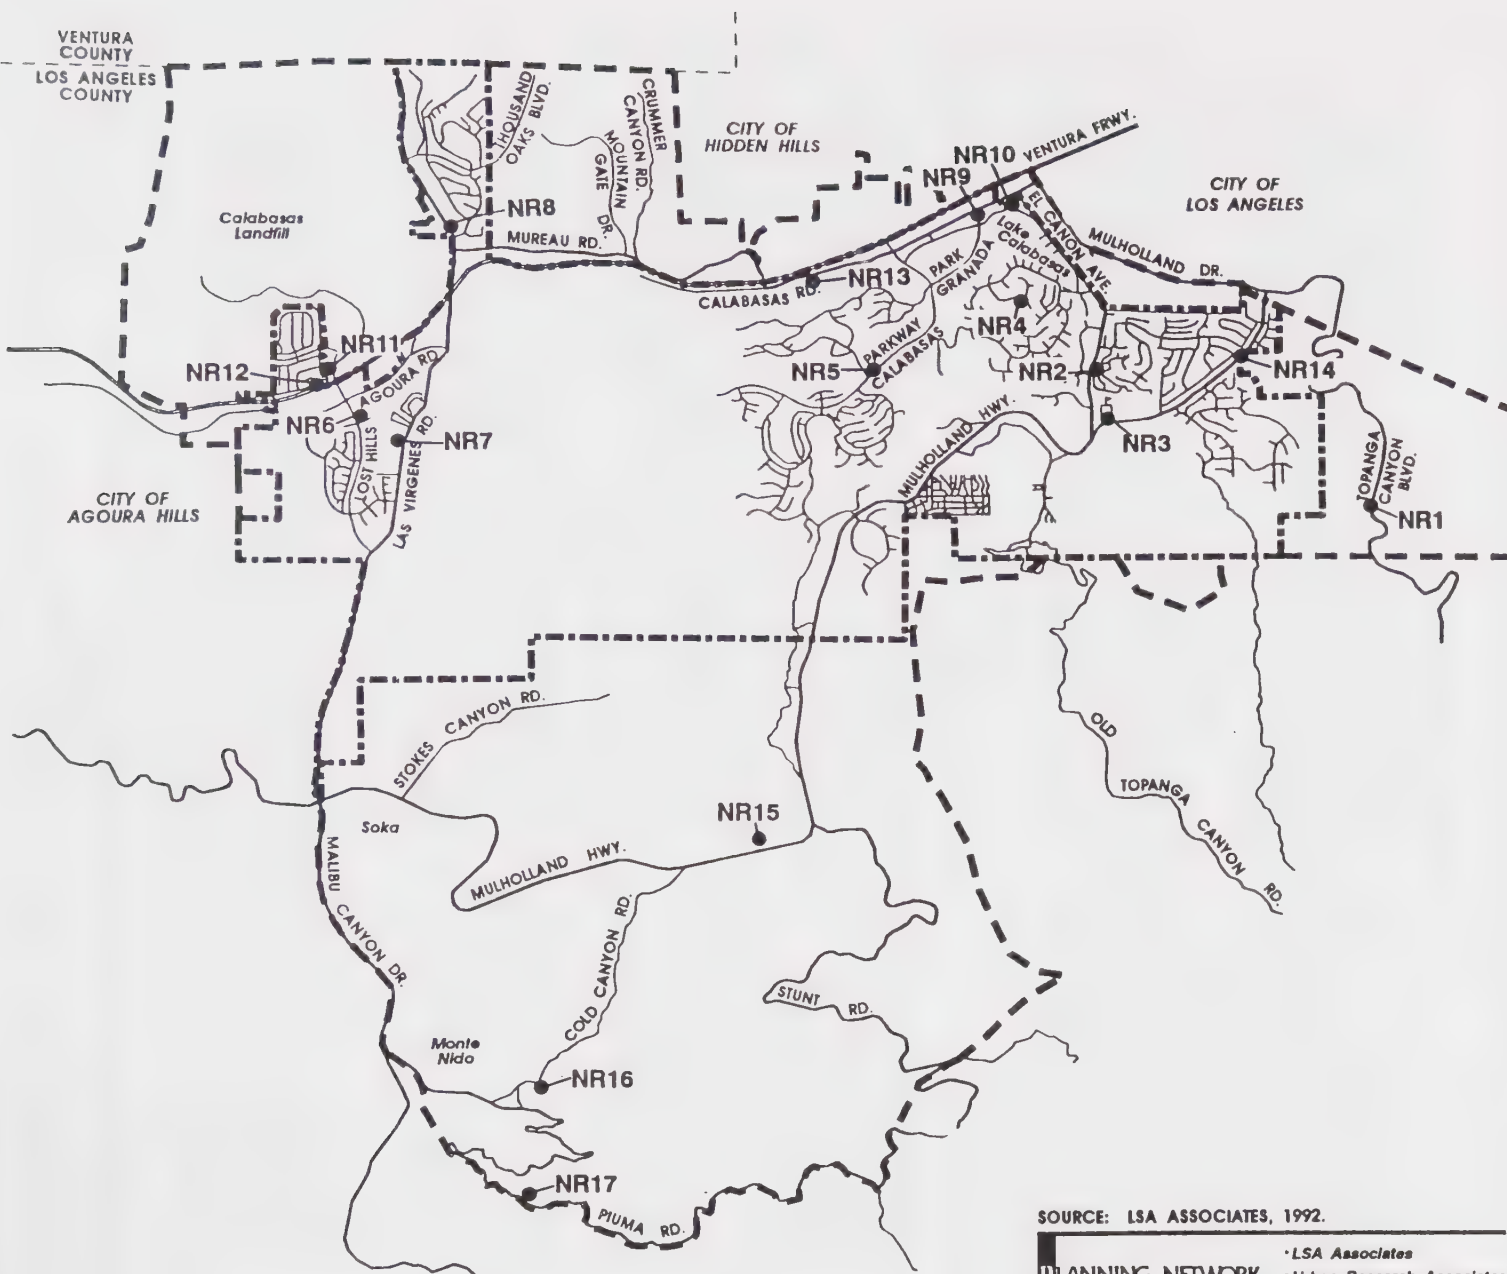 VENTURA
COUNTY
LOS ANGELES
COUNTY
THOUSAND
OAKS BLVD.
CRUMMER
CANYON RD.
MOUNTAIN
GATE DR.
CITY OF
HIDDEN HILLS
VENTURA FRWY.
NR10
NR9
CITY OF
LOS ANGELES
Calabasas
Landfill
NR8
MUREAU RD.
EL CANON AVE.
MULHOLLAND DR.
Lake
Calabasas
PARK
GRANADA
CALABASAS RD.
NR13
NR4
NR11
NR12
AGOURA RD.
PARKWAY
CALABASAS
NR5
NR2
NR14
NR6
NR7
LOST HILLS
LAS VIRGENES RD.
MULHOLLAND HWY.
NR3
TOPANGA
CANYON
BLVD.
CITY OF
AGOURA HILLS
NR1
STOKES CANYON RD.
OLD
TOPANGA
CANYON
RD.
Soka
NR15
MULHOLLAND HWY.
MALIBU
CANYON DR.
COLD CANYON RD.
STUNT RD.
Monte
Nido
NR16
NR17
PIUMA RD.
SOURCE: LSA ASSOCIATES, 1992.
LSA Associates
PLANNING NETWORK